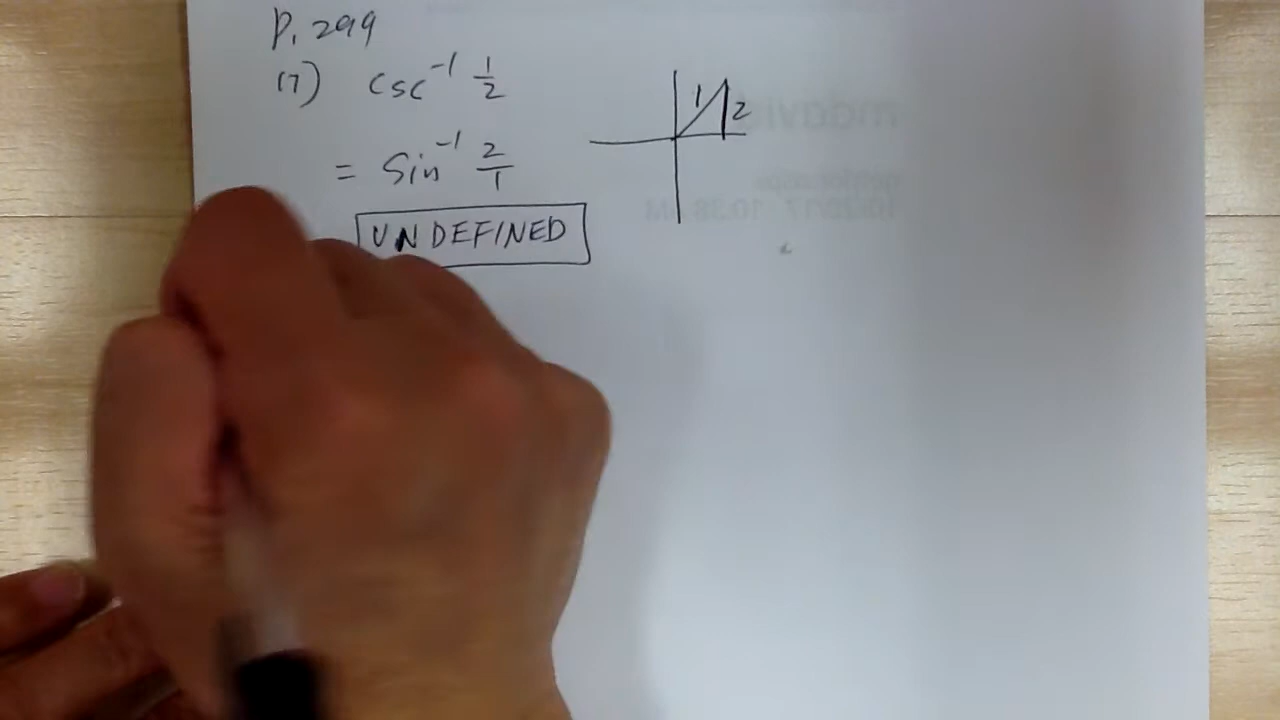 P. 299
(7) csc⁻¹ 1/2
1 2
= Sin⁻¹ 2/1
UNDEFINED